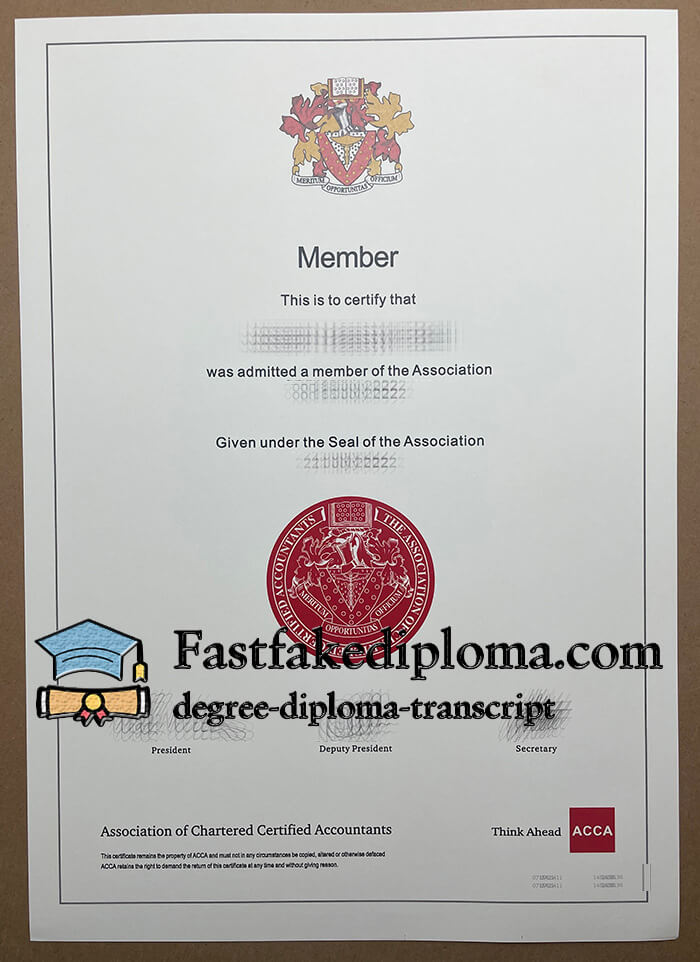 MERITUM OPPORTUNITAS OFFICIUM
Member
This is to certify that
was admitted a member of the Association
Given under the Seal of the Association
THE ASSOCIATION OF
ACCOUNTANTS
MERITUM OPPORTUNITAS OFFICIUM
Fastfakediploma.com
degree-diploma-transcript
President
Deputy President
Secretary
Association of Chartered Certified Accountants
Think Ahead
ACCA
This certificate remains the property of ACCA and must not in any circumstances be copied, altered or otherwise defaced
ACCA retains the right to demand the return of this certificate at any time and without giving reason.